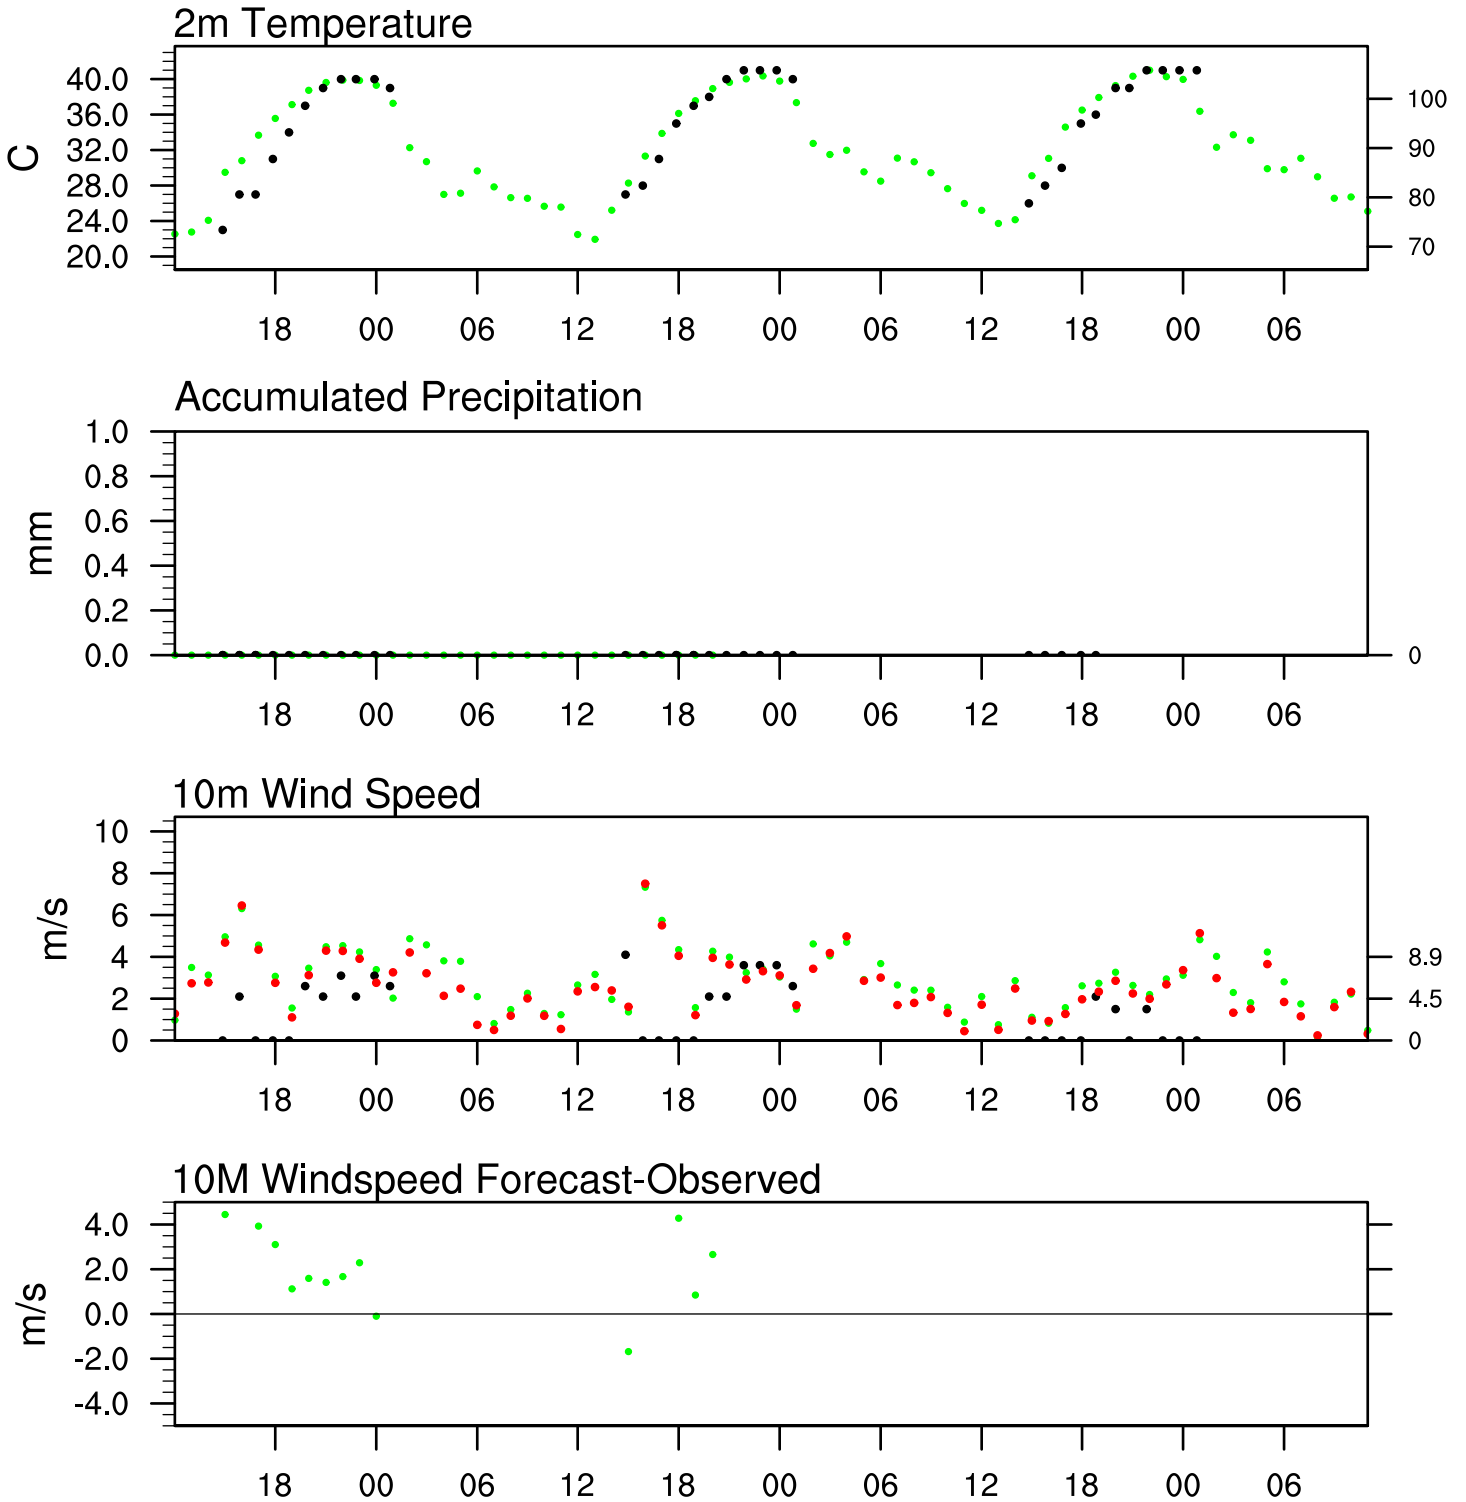 2m Temperature
40.0
36.0
32.0
28.0
24.0
20.0
C
100
90
80
70
18 00 06 12 18 00 06 12 18 00 06
Accumulated Precipitation
1.0
0.8
0.6
0.4
0.2
0.0
mm
0
18 00 06 12 18 00 06 12 18 00 06
10m Wind Speed
10
8
6
4
2
0
m/s
8.9
4.5
0
18 00 06 12 18 00 06 12 18 00 06
10M Windspeed Forecast-Observed
4.0
2.0
0.0
-2.0
-4.0
m/s
18 00 06 12 18 00 06 12 18 00 06